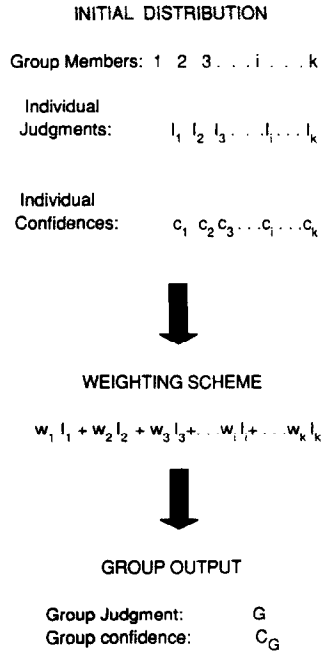 INITIAL DISTRIBUTION
Group Members: 1 2 3 . . . i . . . k
Individual
Judgments: I₁ I₂ I₃ . . . Iᵢ . . . Iₖ
Individual
Confidences: c₁ c₂ c₃ . . . cᵢ . . . cₖ
WEIGHTING SCHEME
w₁ I₁ + w₂ I₂ + w₃ I₃+. . . wᵢ Iᵢ+ . . . wₖ Iₖ
GROUP OUTPUT
Group Judgment: G
Group confidence: C_G